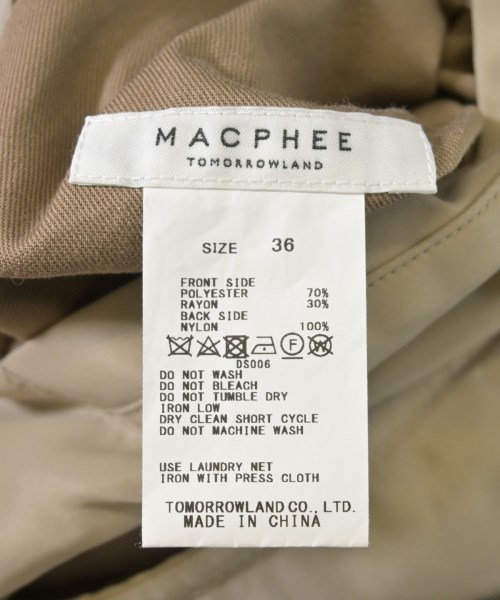 MACPHEE
TOMORROWLAND
SIZE 36
FRONT SIDE
POLYESTER 70%
RAYON 30%
BACK SIDE
NYLON 100%
F W
DS006
DO NOT WASH
DO NOT BLEACH
DO NOT TUMBLE DRY
IRON LOW
DRY CLEAN SHORT CYCLE
DO NOT MACHINE WASH
USE LAUNDRY NET
IRON WITH PRESS CLOTH
TOMORROWLAND CO., LTD.
MADE IN CHINA